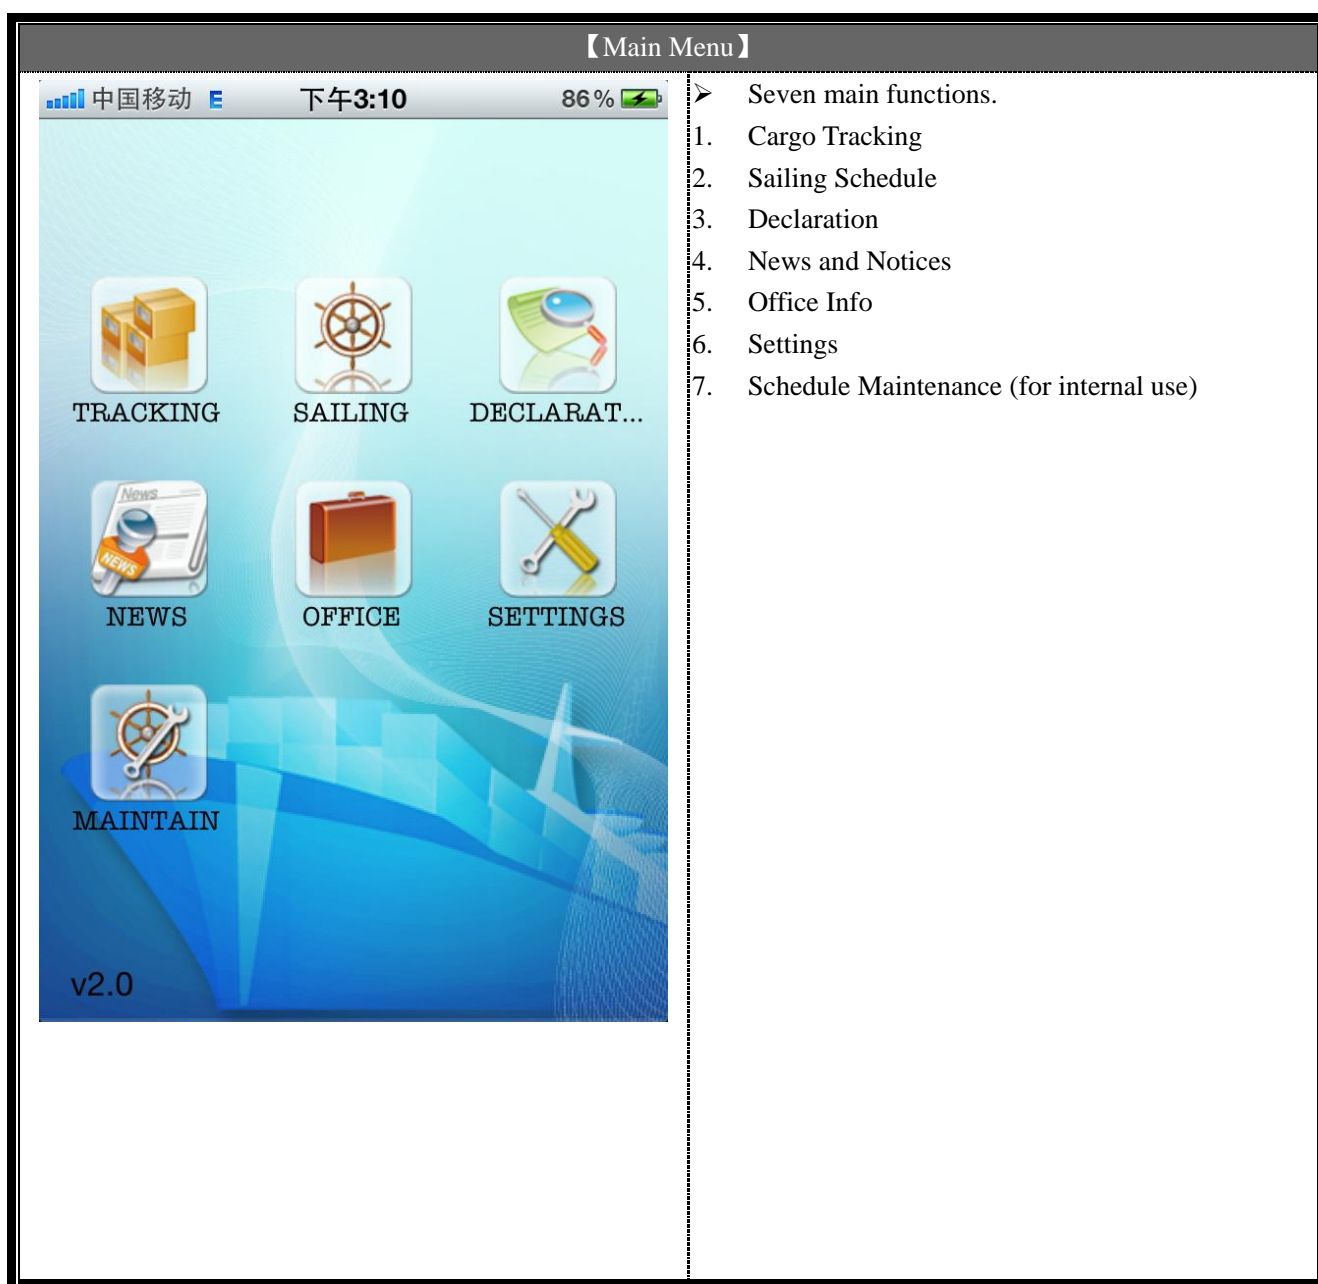 【Main Menu】
中国移动 E 下午3:10 86%
TRACKING SAILING DECLARAT...
News
NEWS
NEWS OFFICE SETTINGS
MAINTAIN
v2.0
➢ Seven main functions.
1. Cargo Tracking
2. Sailing Schedule
3. Declaration
4. News and Notices
5. Office Info
6. Settings
7. Schedule Maintenance (for internal use)